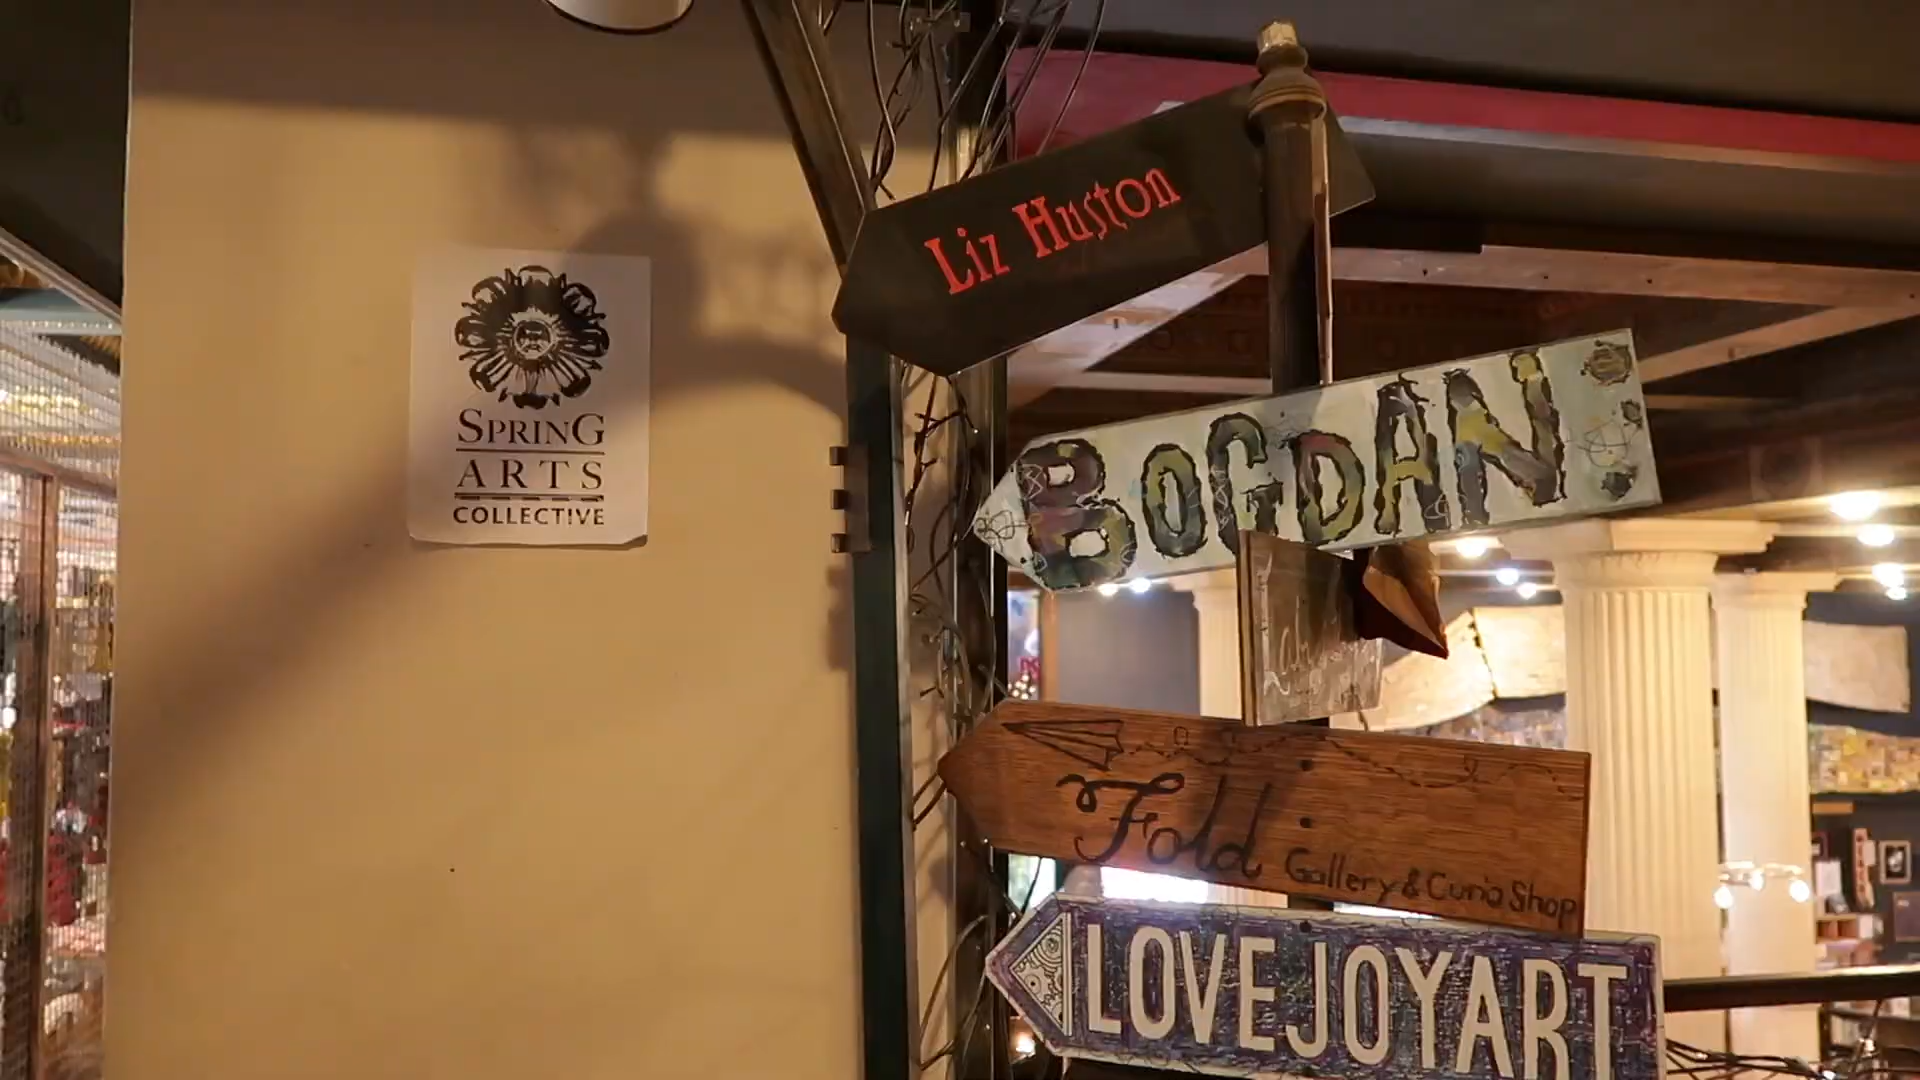 SPRING
ARTS
COLLECTIVE
Liz Huston
BOGDAN
Fold Gallery & Curio Shop
LOVEJOYART